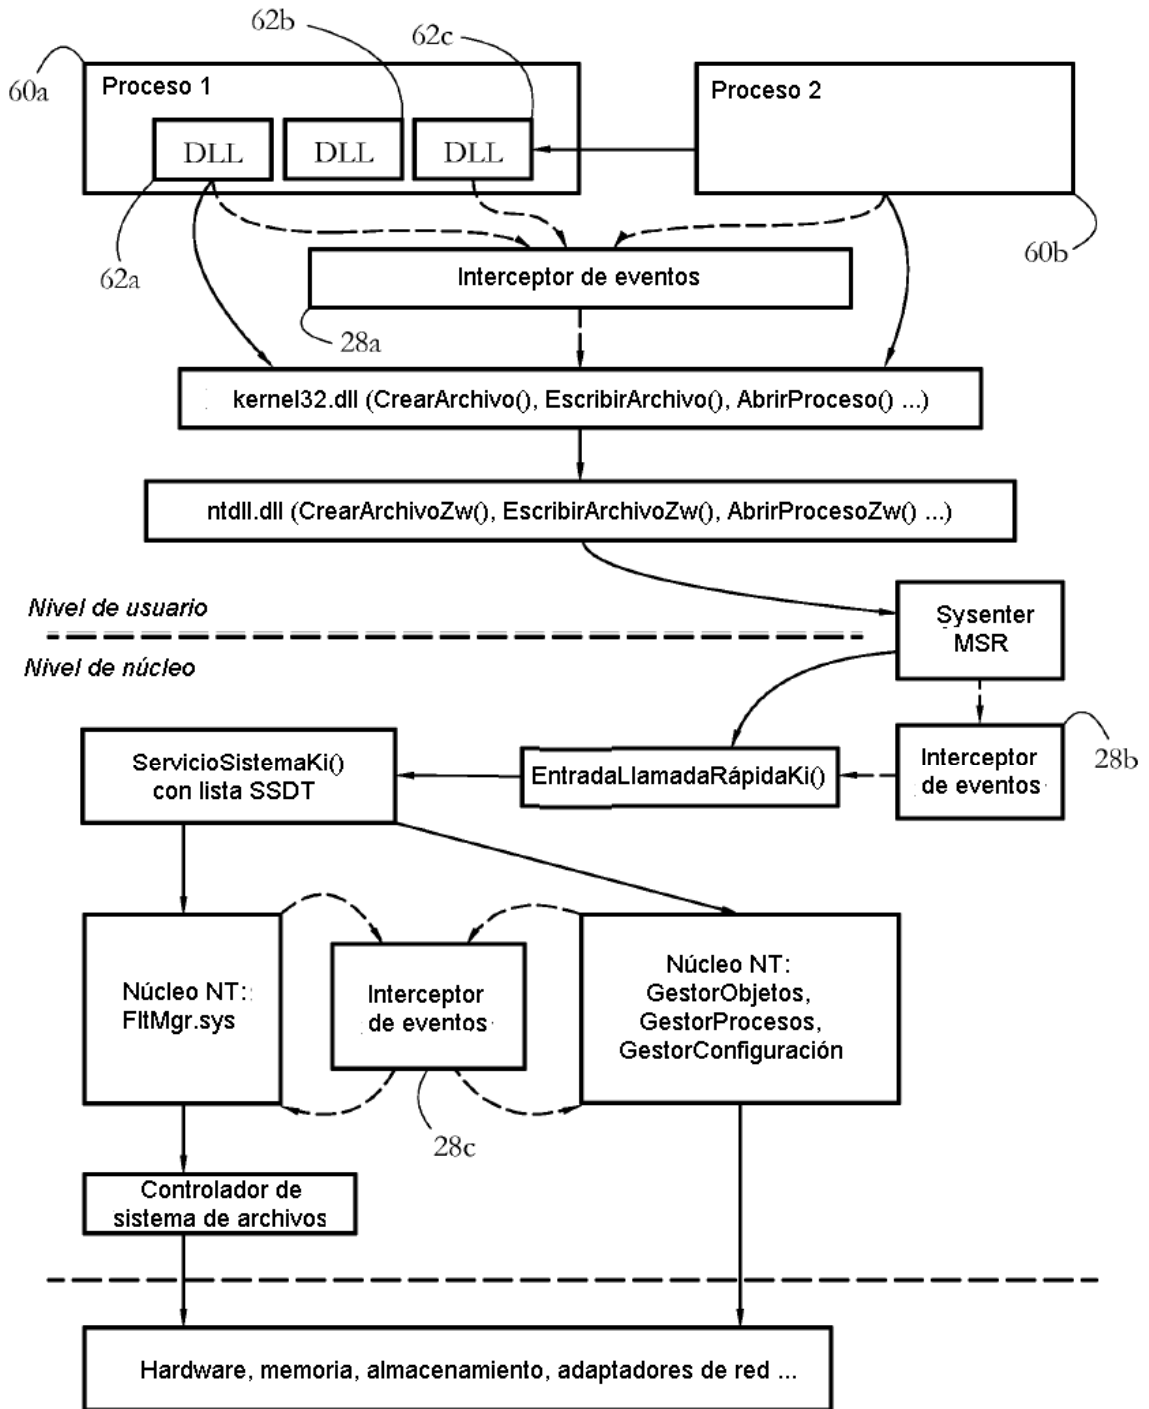 62b
62c
60a
Proceso 1
Proceso 2
DLL
DLL
DLL
62a
60b
Interceptor de eventos
28a
kernel32.dll (CrearArchivo(), EscribirArchivo(), AbrirProceso() ...)
ntdll.dll (CrearArchivoZw(), EscribirArchivoZw(), AbrirProcesoZw() ...)
Nivel de usuario
Sysenter
MSR
Nivel de núcleo
ServicioSistemaKi()
con lista SSDT
EntradaLlamadaRápidaKi()
Interceptor
de eventos
28b
Núcleo NT:
FltMgr.sys
Interceptor
de eventos
Núcleo NT:
GestorObjetos,
GestorProcesos,
GestorConfiguración
28c
Controlador de
sistema de archivos
Hardware, memoria, almacenamiento, adaptadores de red ...